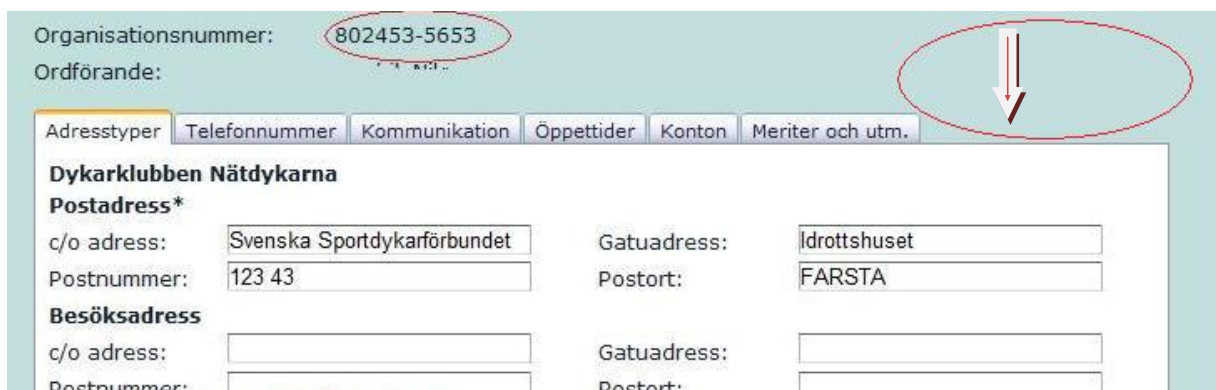 Organisationsnummer: 802453-5653
Ordförande:
Adresstyper Telefonnummer Kommunikation Öppettider Konton Meriter och utm.
Dykarklubben Nätdykarna
Postadress*
c/o adress: Svenska Sportdykarförbundet Gatuadress: Idrottshuset
Postnummer: 123 43 Postort: FARSTA
Besöksadress
c/o adress: Gatuadress:
Postnummer: Postort: